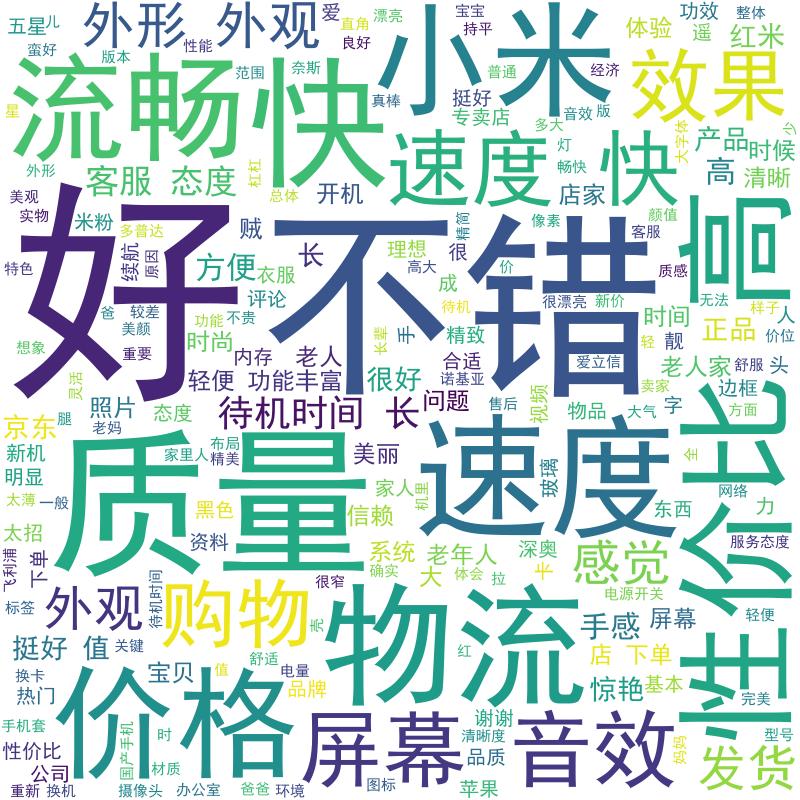 五星
儿
外形 外观
爱
漂亮
宝宝
持平
小米
体验
功效
整体
遥
红米
蛮好
版本
性能
直角
良好
流畅快
范围
奈斯
真棒
普通
经济
效果
挺好
专卖店
音效
版
多大
大字体
少
星
外形
客服 态度
杠杠
总体
速度 快
灯
畅快
产品
时候
高
清晰
美观
实物
米粉
多普达
开机
店家
颜值
像素
客服
精简
好
不错
高
贼
长
理想
很
特色
续航
原因
方便
衣服
高大
成
价
质感
无法
爸
较差
不贵
评论
待机
很漂亮
新价
样子
人
美颜
功能
时尚
长辈
手
精致
时间
正品
价位
想象
重要
内存
老人
合适
轻
靓
灵活
轻便 功能丰富
很好
诺基亚
爱立信
老人家
舒服
头
卖家
边框
照片
态度
待机时间 长
问题
售后
视频
物品
大气
字
方面
京东
腿
老妈
性价比
新机
明显
家里人
布局
精美
质量
美丽
速度
玻璃
全
网络
太薄
一般
黑色
家人
信赖
机里
东西
力
太招
资料
系统
老年人
深奥
服务态度
飞利浦
下单
很窄
确实
大
体会
拉
卡
感觉
电源开关
标签
外观
待机时间
购物
壳
物流
手感
屏幕
轻便
挺好 值
关键
红
店 下单
换卡
热门
宝贝
值
舒适
电量
品牌
惊艳
基本
完美
手机套
价格
屏幕
谢谢
音效
清晰度
妈妈
型号
性价比
国产手机
时
材质
品质
发货
公司
价位
重新
换机
摄像头
办公室
爸爸
环境
图标
苹果